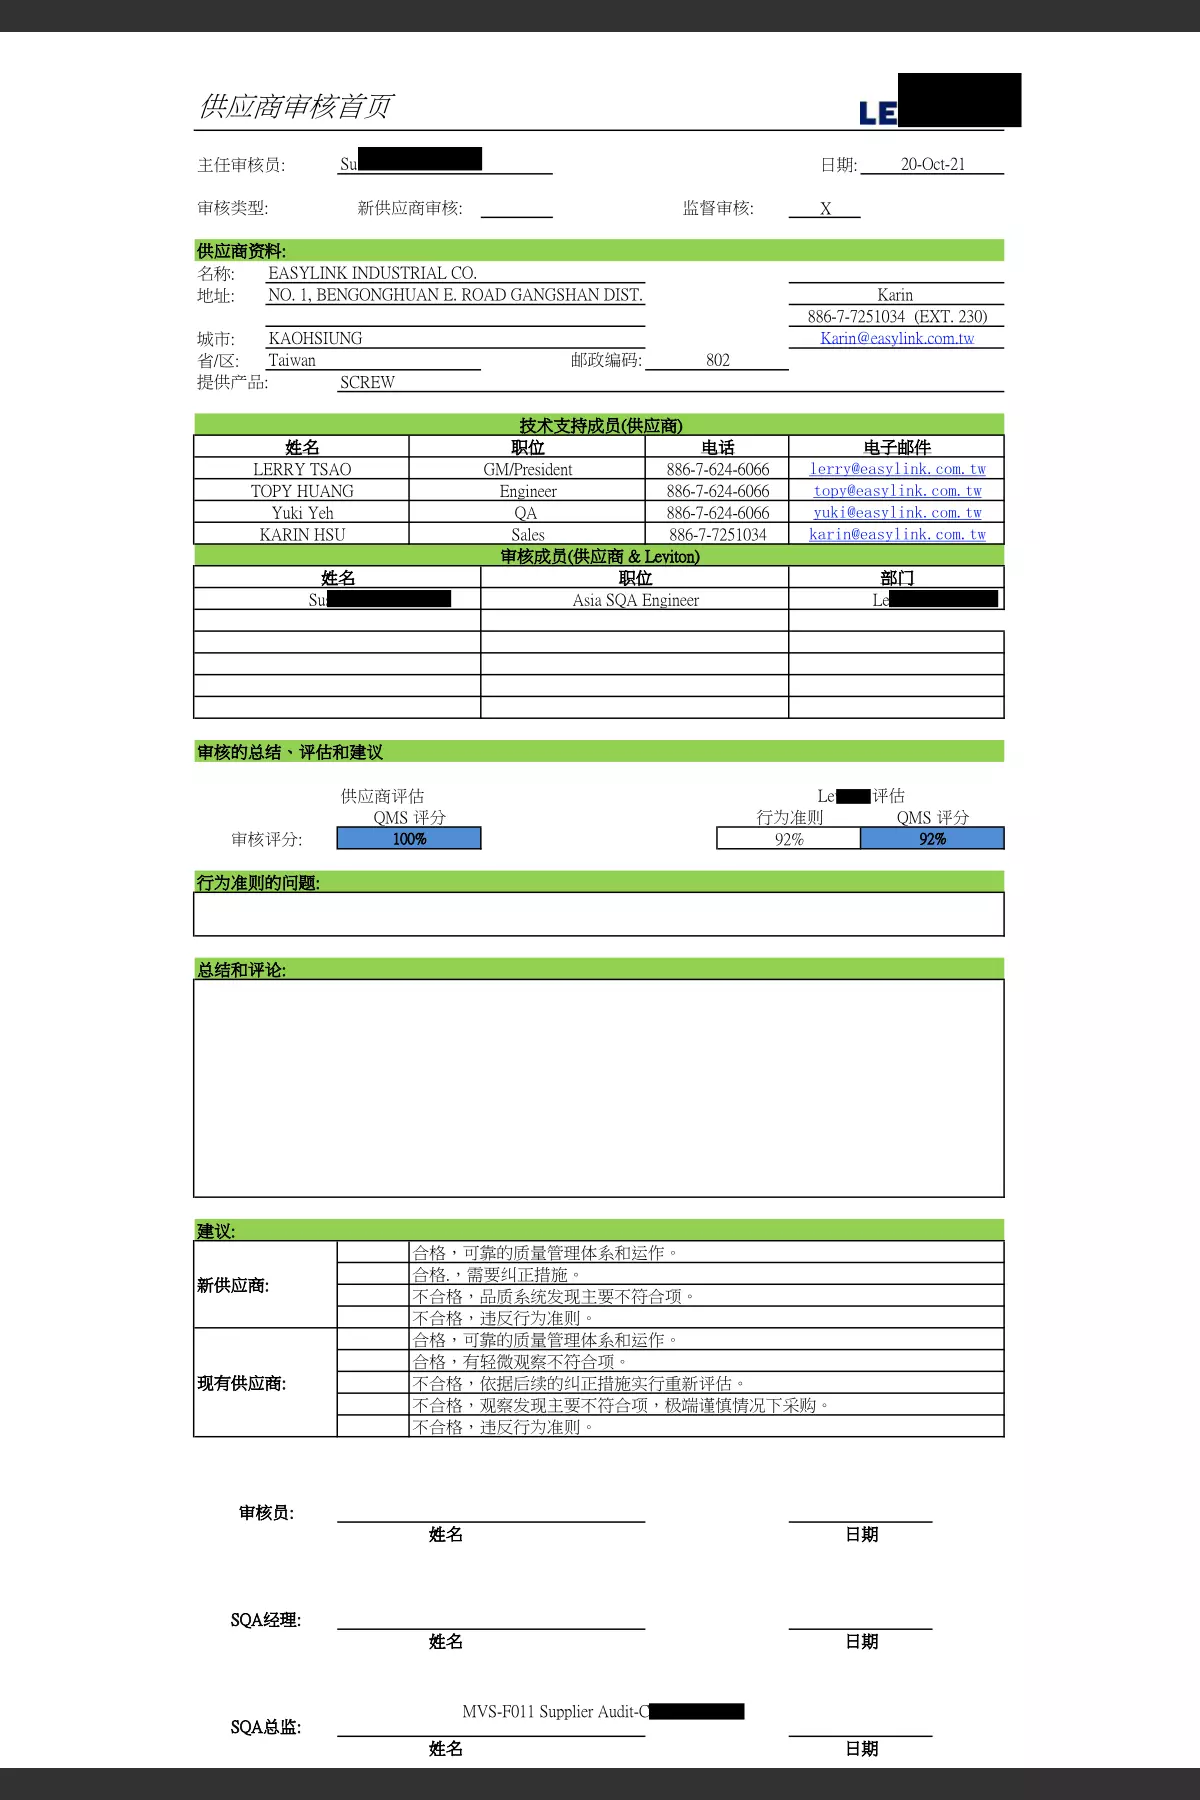 供应商审核首页
LE
主任审核员: Su 日期: 20-Oct-21
审核类型: 新供应商审核: 监督审核: X
供应商资料:
名称: EASYLINK INDUSTRIAL CO.
地址: NO. 1, BENGONGHUAN E. ROAD GANGSHAN DIST. Karin
886-7-7251034 (EXT. 230)
城市: KAOHSIUNG Karin@easylink.com.tw
省/区: Taiwan 邮政编码: 802
提供产品: SCREW
技术支持成员(供应商)
姓名 职位 电话 电子邮件
LERRY TSAO GM/President 886-7-624-6066 lerry@easylink.com.tw
TOPY HUANG Engineer 886-7-624-6066 topy@easylink.com.tw
Yuki Yeh QA 886-7-624-6066 yuki@easylink.com.tw
KARIN HSU Sales 886-7-7251034 karin@easylink.com.tw
审核成员(供应商 & Leviton)
姓名 职位 部门
Su Asia SQA Engineer Le
审核的总结、评估和建议
供应商评估 Le 评估
QMS 评分 行为准则 QMS 评分
审核评分: 100% 92% 92%
行为准则的问题:
总结和评论:
建议:
新供应商:
合格，可靠的质量管理体系和运作。
合格.，需要纠正措施。
不合格，品质系统发现主要不符合项。
不合格，违反行为准则。
现有供应商:
合格，可靠的质量管理体系和运作。
合格，有轻微观察不符合项。
不合格，依据后续的纠正措施实行重新评估。
不合格，观察发现主要不符合项，极端谨慎情况下采购。
不合格，违反行为准则。
审核员:
姓名 日期
SQA经理:
姓名 日期
MVS-F011 Supplier Audit-C
SQA总监:
姓名 日期